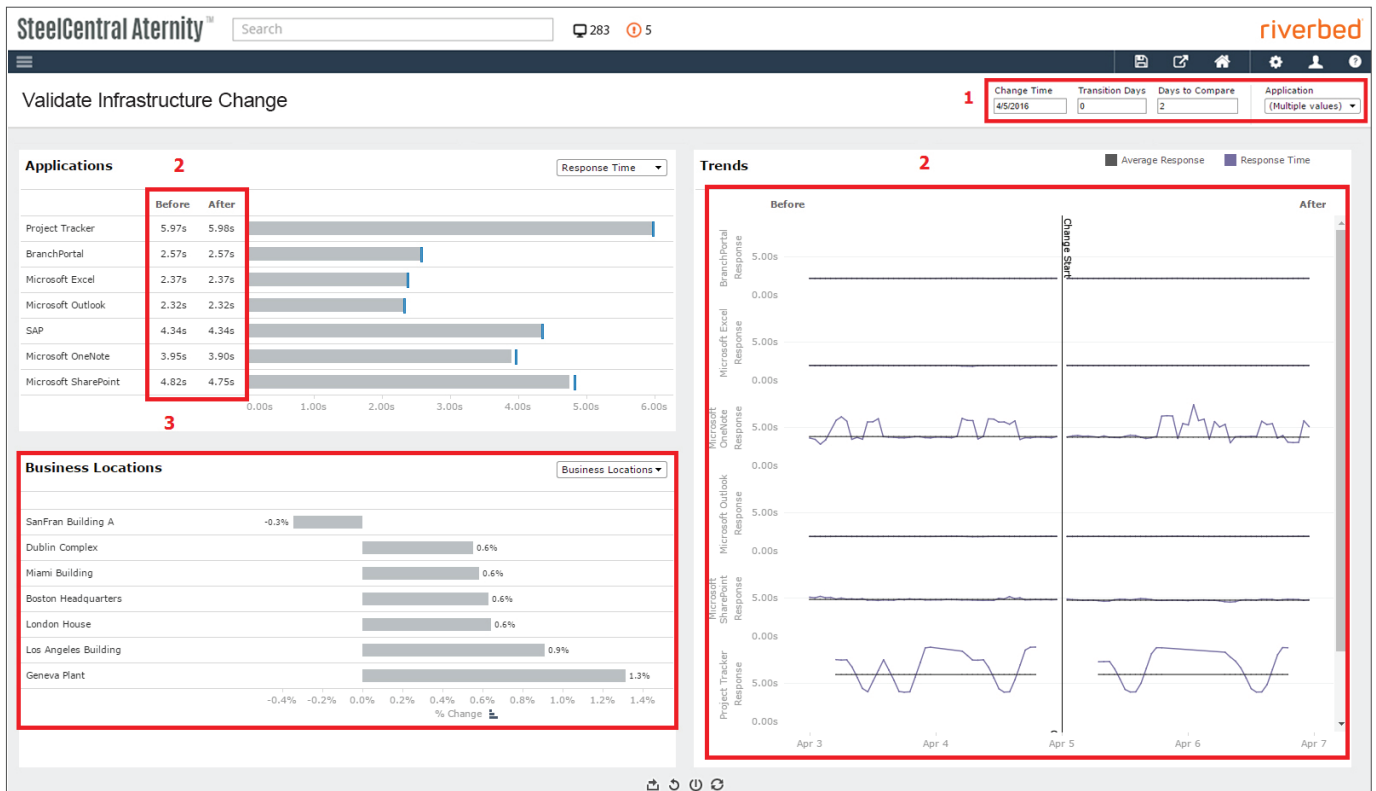 SteelCentral Aternity™
Search
283
5
riverbed
Validate Infrastructure Change
1
Change Time
Transition Days
Days to Compare
Application
4/5/2016
0
2
(Multiple values)
Applications
2
Response Time
Before After
Project Tracker 5.97s 5.98s
BranchPortal 2.57s 2.57s
Microsoft Excel 2.37s 2.37s
Microsoft Outlook 2.32s 2.32s
SAP 4.34s 4.34s
Microsoft OneNote 3.95s 3.90s
Microsoft SharePoint 4.82s 4.75s
0.00s 1.00s 2.00s 3.00s 4.00s 5.00s 6.00s
3
Business Locations
Business Locations
SanFran Building A -0.3%
Dublin Complex 0.6%
Miami Building 0.6%
Boston Headquarters 0.6%
London House 0.6%
Los Angeles Building 0.9%
Geneva Plant 1.3%
-0.4% -0.2% 0.0% 0.2% 0.4% 0.6% 0.8% 1.0% 1.2% 1.4%
% Change
Trends
2
Average Response
Response Time
Before
After
Change Start
BranchPortal
Response
5.00s
0.00s
Microsoft Excel
Response
5.00s
0.00s
Microsoft
OneNote
Response
5.00s
0.00s
Microsoft Outlook
Response
5.00s
0.00s
Microsoft
SharePoint
Response
5.00s
0.00s
Project Tracker
Response
5.00s
0.00s
Apr 3 Apr 4 Apr 5 Apr 6 Apr 7